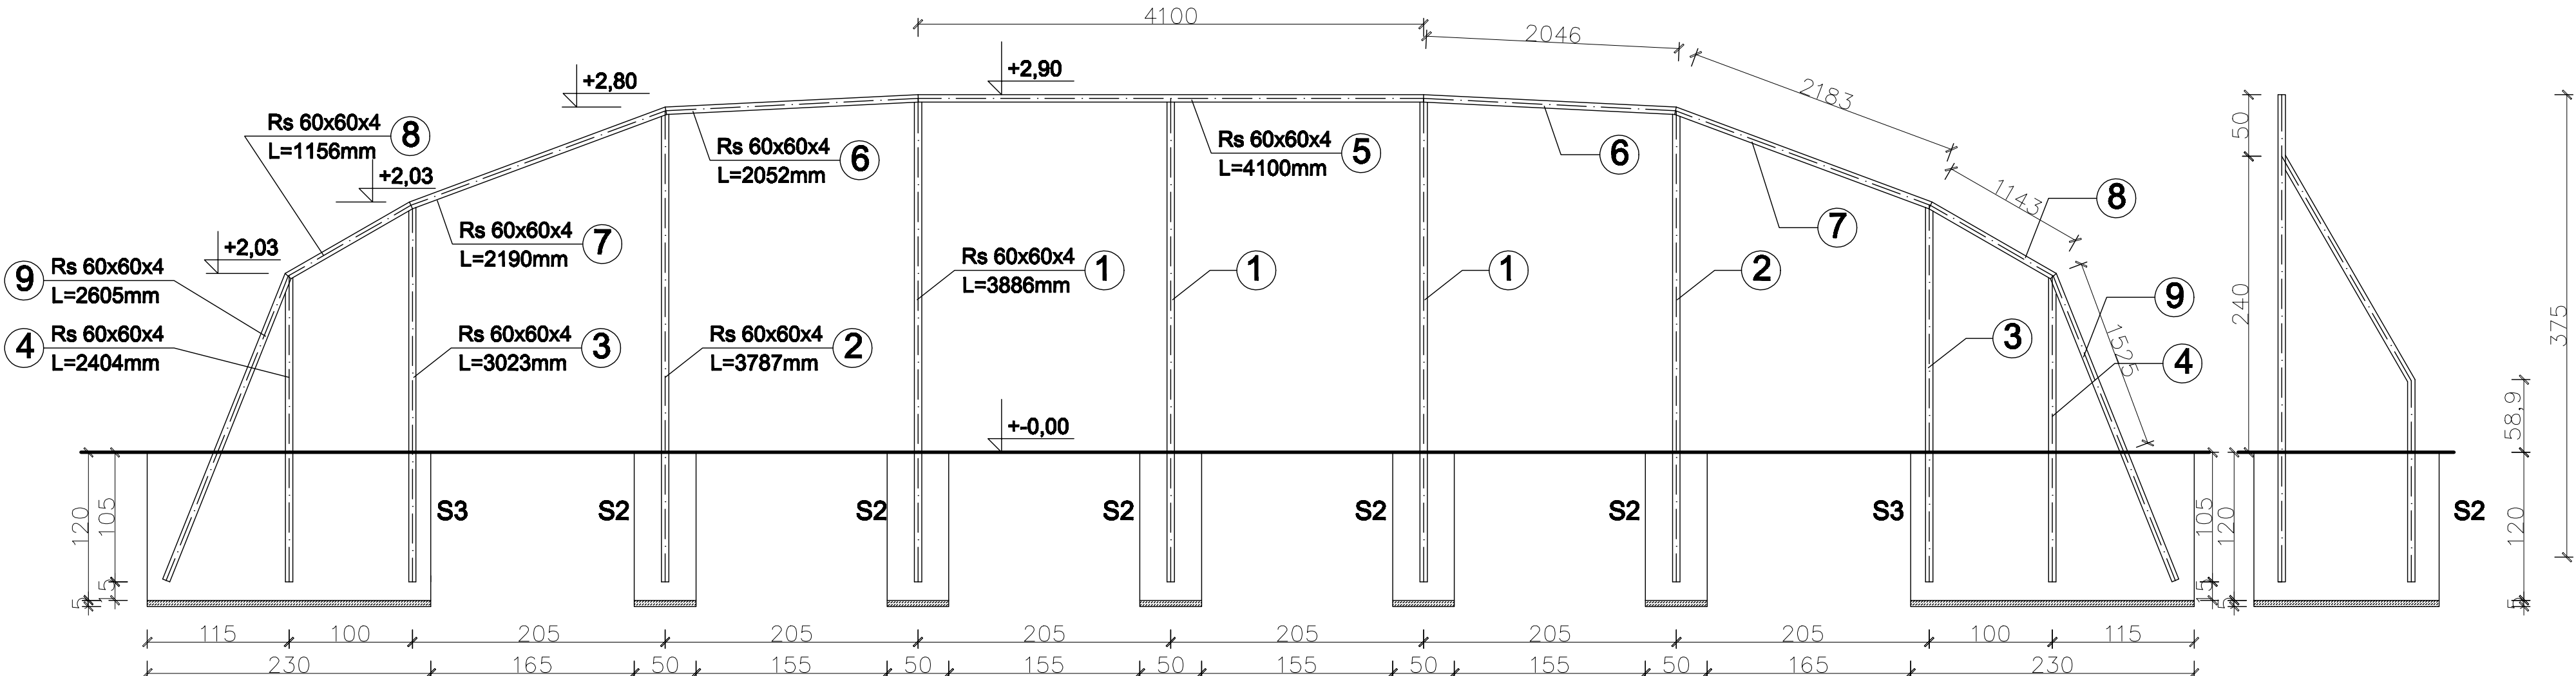 4100
2046
2183
1143
1525
+2,90
+2,80
+2,03
+2,03
+-0,00
Rs 60x60x4
L=1156mm
8
Rs 60x60x4
L=2052mm
6
Rs 60x60x4
L=4100mm
5
6
8
7
Rs 60x60x4
L=2190mm
7
9
Rs 60x60x4
L=2605mm
Rs 60x60x4
L=3886mm
1
1
1
2
9
4
Rs 60x60x4
L=2404mm
Rs 60x60x4
L=3023mm
3
Rs 60x60x4
L=3787mm
2
3
4
50
240
375
58,9
120
105
15
5
S3
S2
S2
S2
S2
S2
S3
S2
105
15
120
5
120
5
115
100
205
205
205
205
205
205
100
115
230
165
50
155
50
155
50
155
50
155
50
165
230